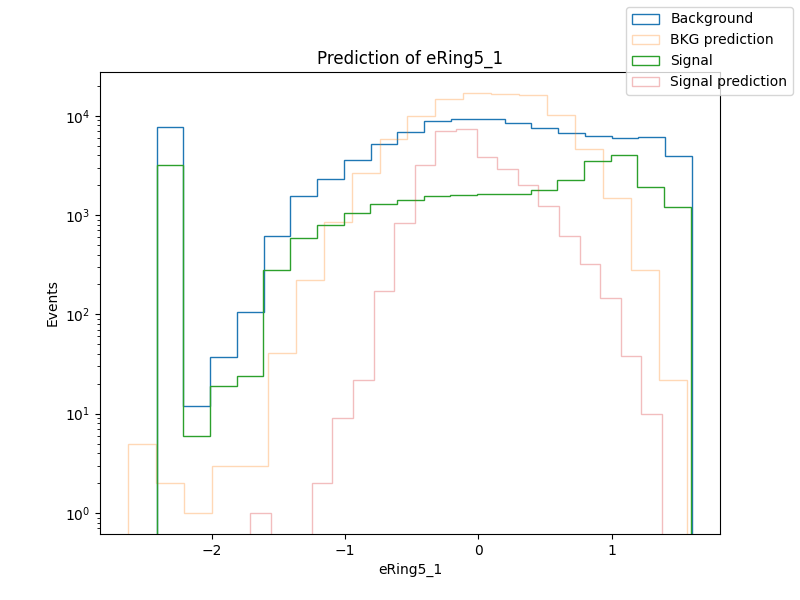 Prediction of eRing5_1
Background
BKG prediction
Signal
Signal prediction
Events
10⁴
10³
10²
10¹
10⁰
−2
−1
0
1
eRing5_1